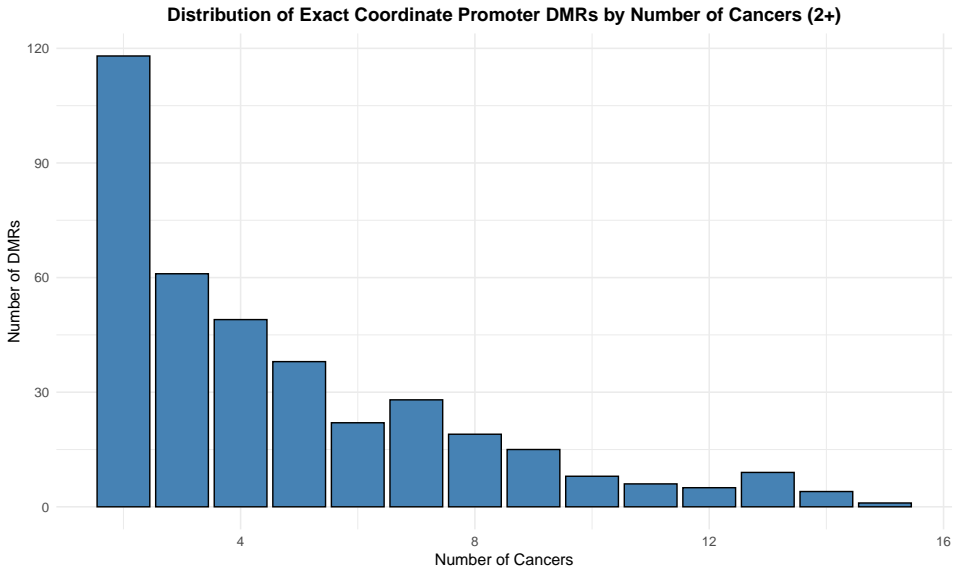 Distribution of Exact Coordinate Promoter DMRs by Number of Cancers (2+)
Number of DMRs
120
90
60
30
0
4 8 12 16
Number of Cancers